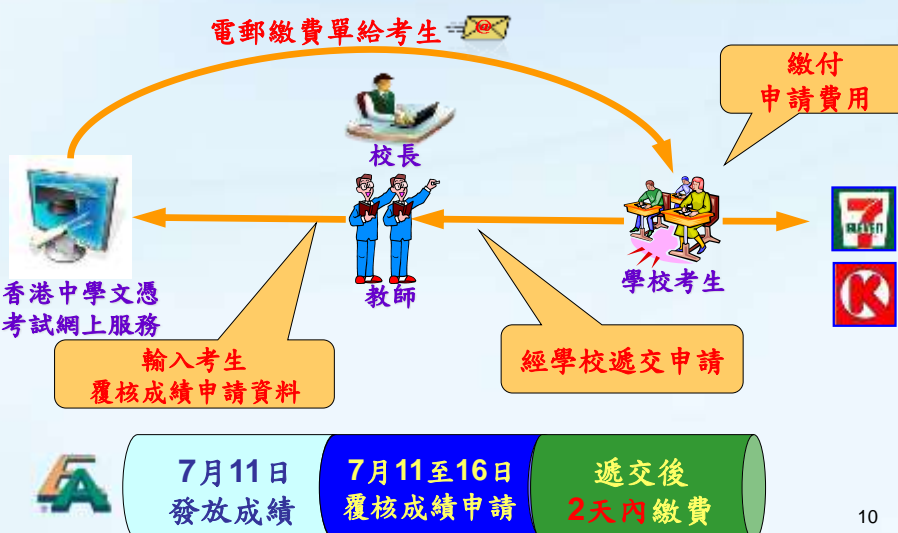 電郵繳費單給考生
繳付
申請費用
校長
教師
學校考生
7
ELEVEN
K
香港中學文憑
考試網上服務
輸入考生
覆核成績申請資料
經學校遞交申請
7月11日
發放成績
7月11至16日
覆核成績申請
遞交後
2天內繳費
10